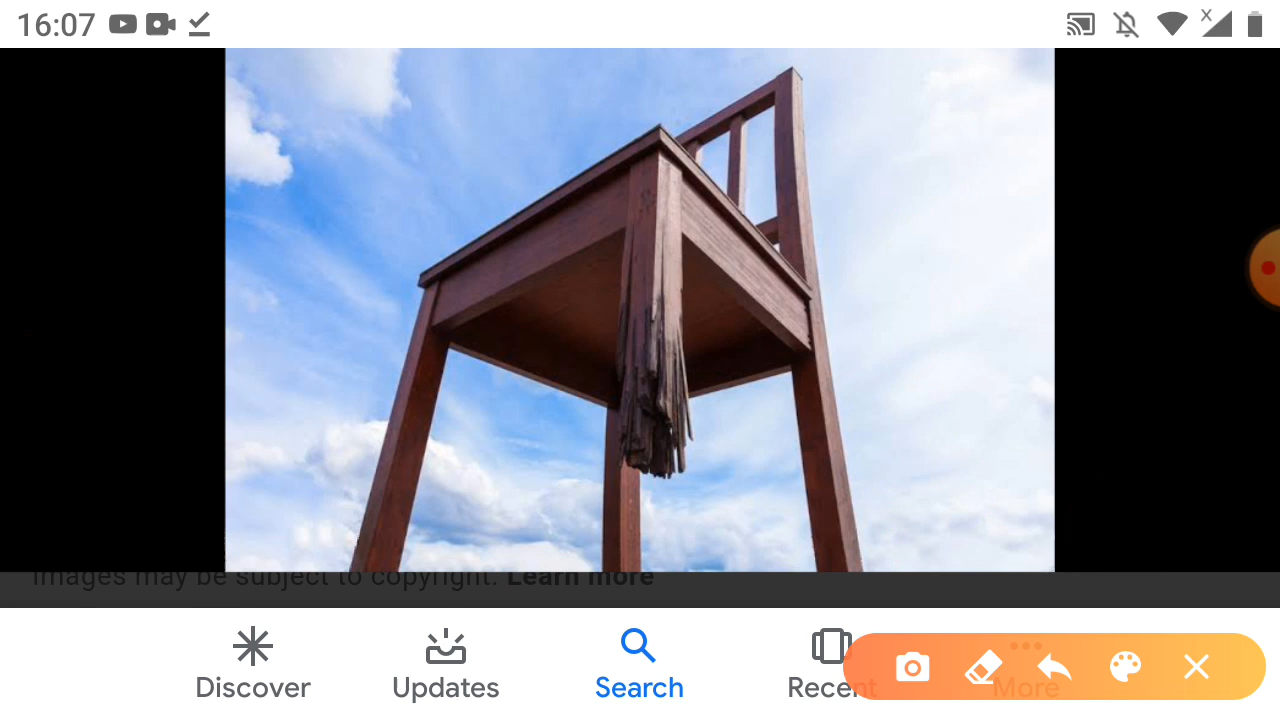 16:07
X
Images may be subject to copyright. Learn more
Discover
Updates
Search
Recent
More